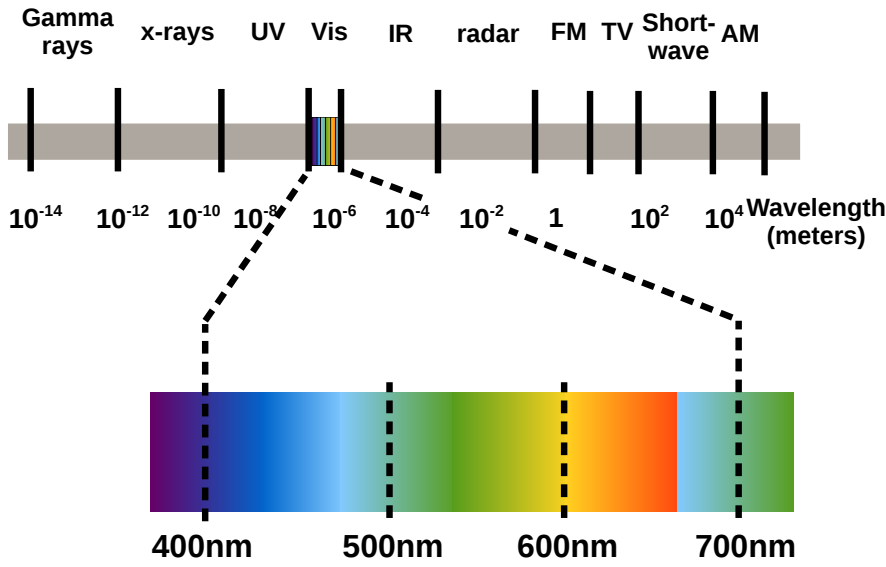 Gamma rays x-rays UV Vis IR radar FM TV Short-wave AM
10⁻¹⁴ 10⁻¹² 10⁻¹⁰ 10⁻⁸ 10⁻⁶ 10⁻⁴ 10⁻² 1 10² 10⁴ Wavelength
(meters)
400nm 500nm 600nm 700nm